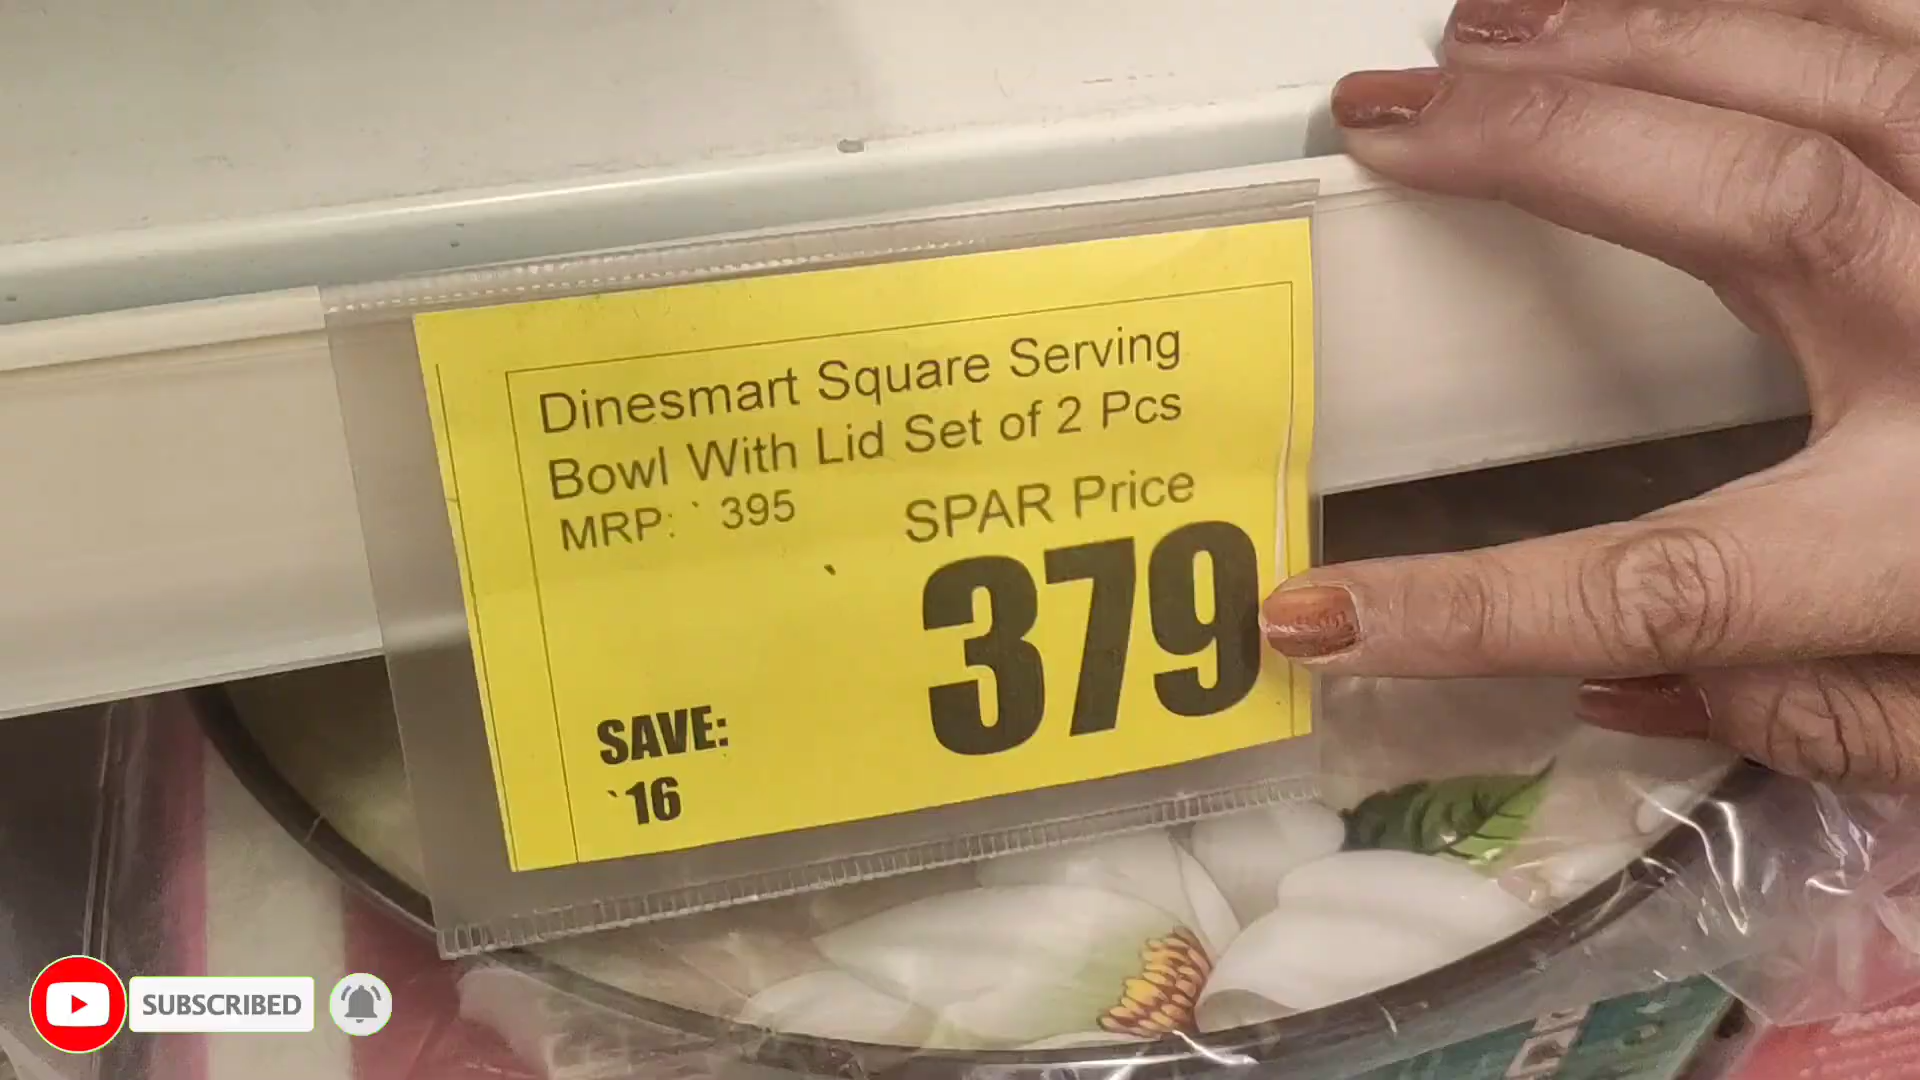 Dinesmart Square Serving
Bowl With Lid Set of 2 Pcs
MRP: ` 395
SPAR Price
` 379
SAVE:
`16
SUBSCRIBED